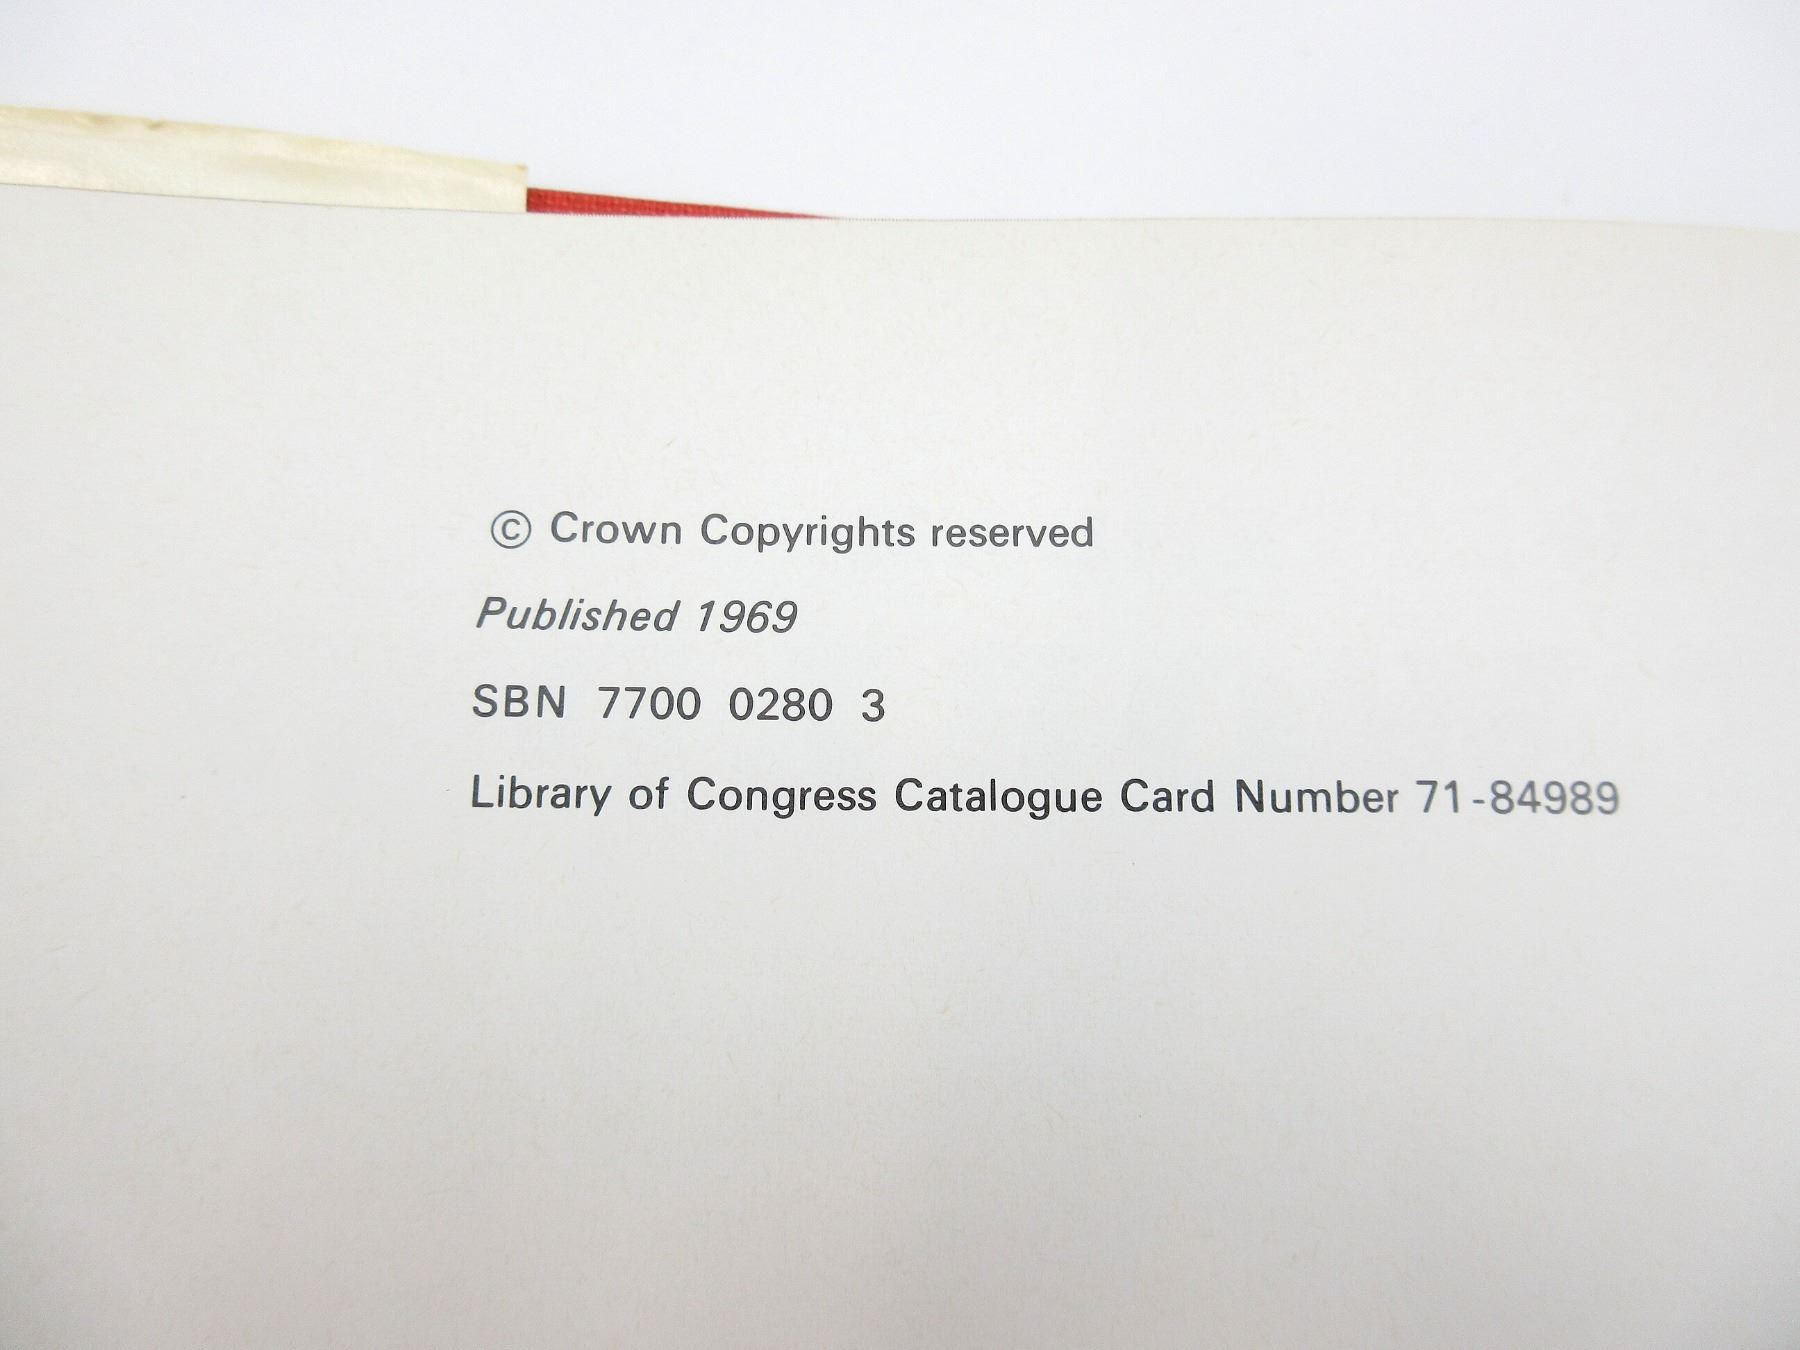 © Crown Copyrights reserved
Published 1969
SBN 7700 0280 3
Library of Congress Catalogue Card Number 71-84989